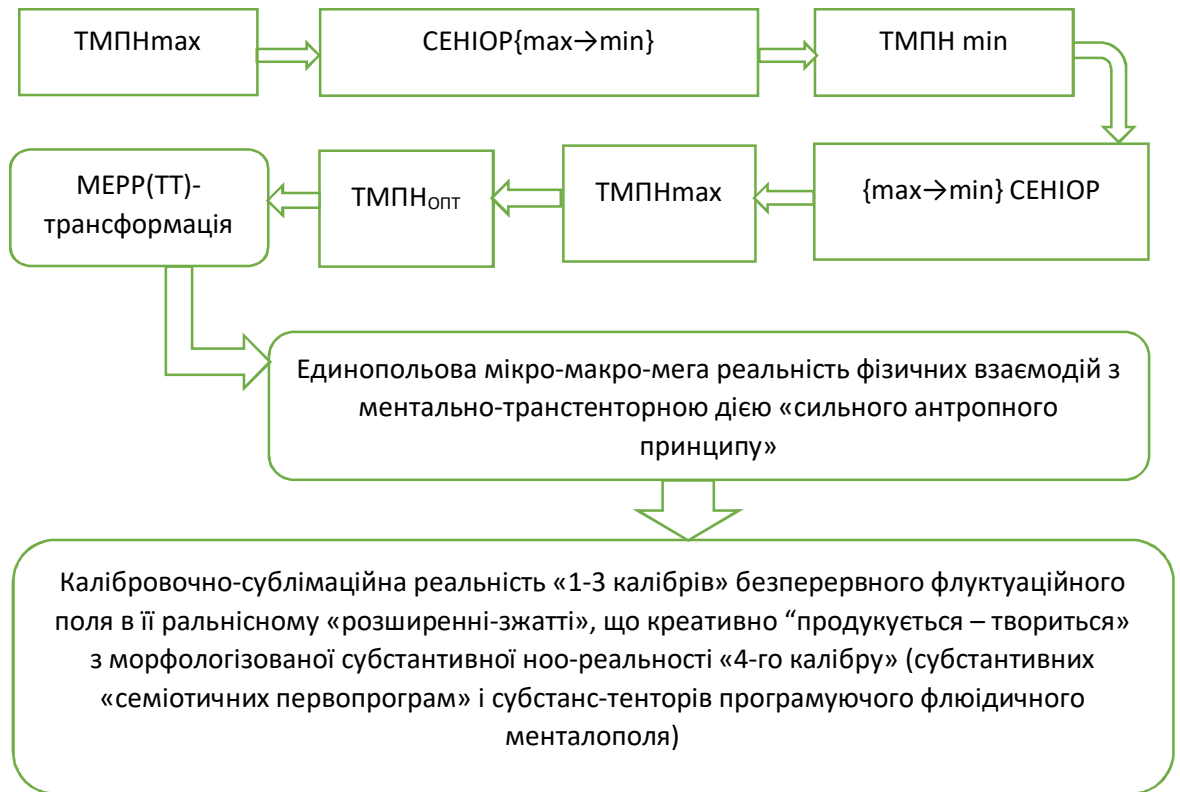 ТМПНmax
СЕНІОР{max→min}
ТМПН min
{max→min} СЕНІОР
ТМПНmax
ТМПНОПТ
МЕРР(ТТ)-
трансформація
Единопольова мікро-макро-мега реальність фізичних взаємодій з
ментально-транстенторною дією «сильного антропного
принципу»
Калібровочно-сублімаційна реальність «1-3 калібрів» безперервного флуктуаційного
поля в її ральнісному «розширенні-зжатті», що креативно “продукується – твориться”
з морфологізованої субстантивної ноо-реальності «4-го калібру» (субстантивних
«семіотичних первопрограм» і субстанс-тенторів програмуючого флюідичного
менталополя)